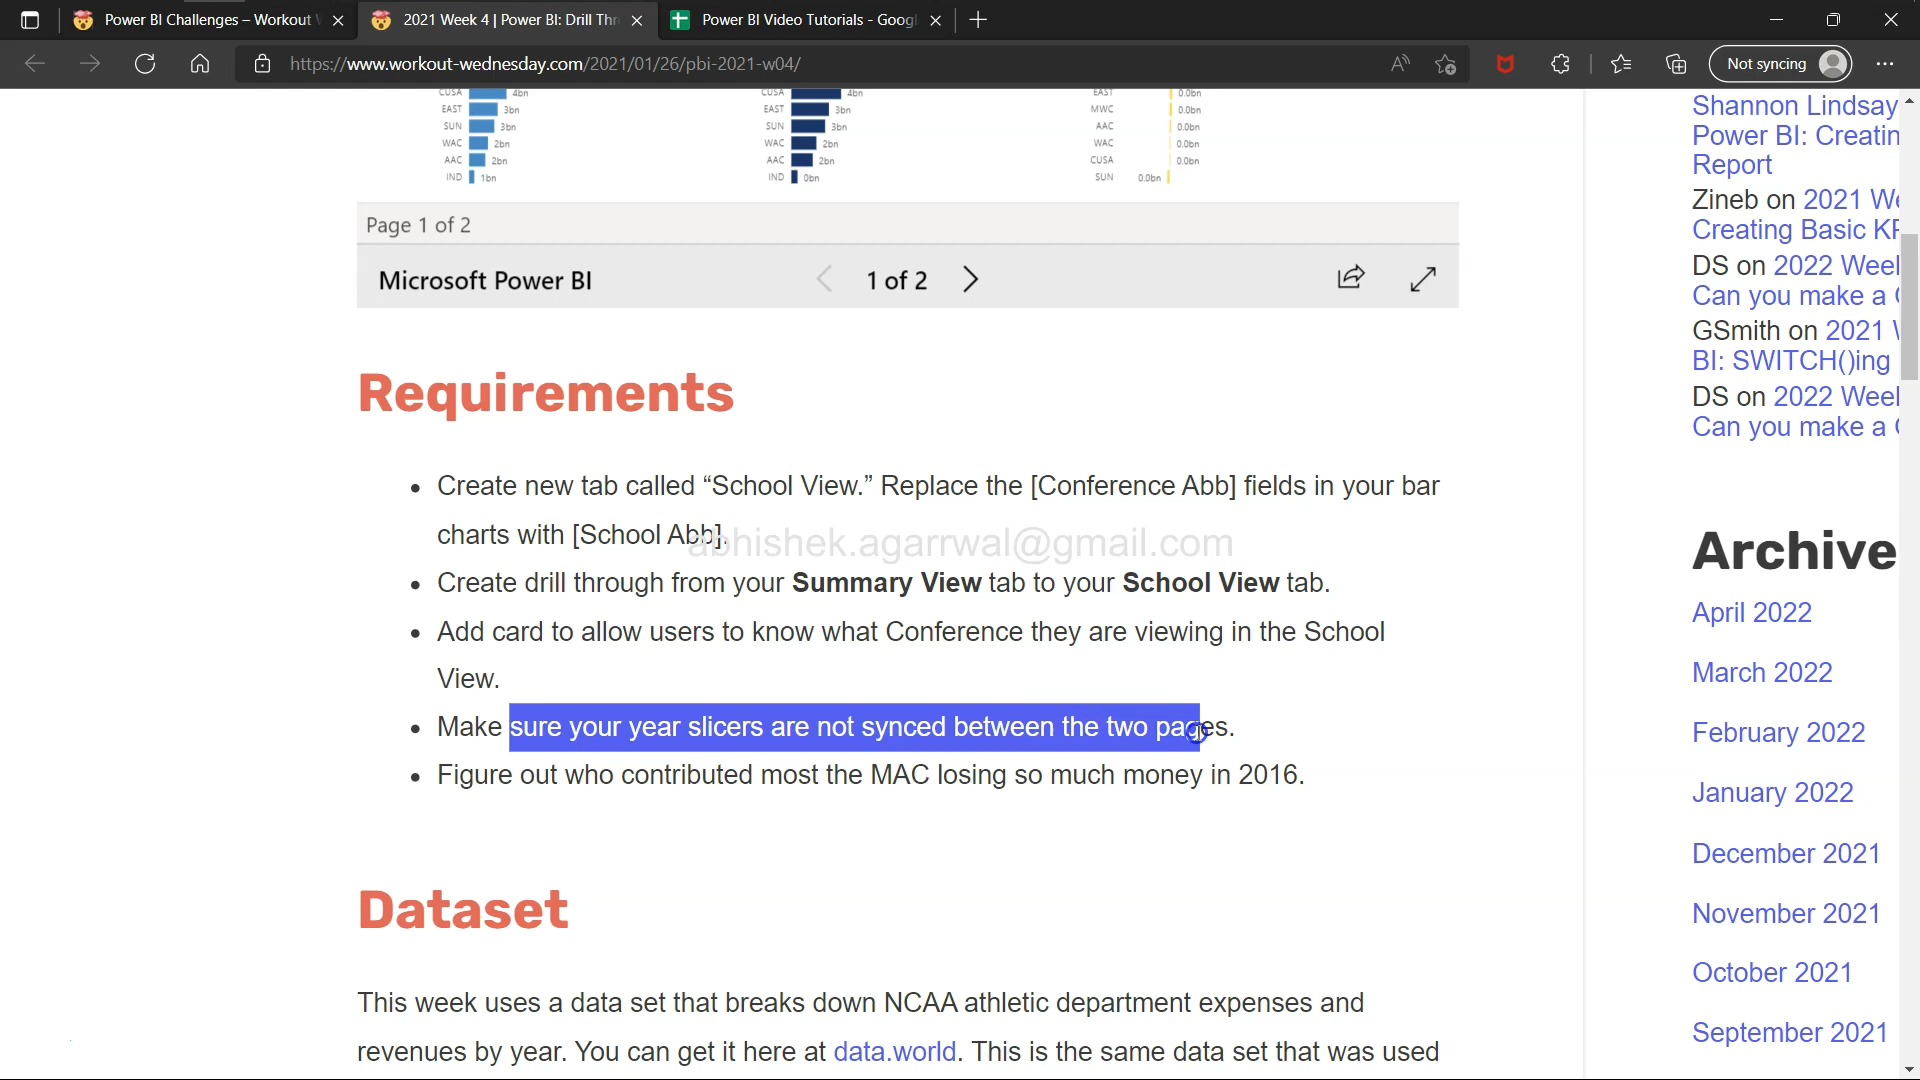 Power BI Challenges – Workout
2021 Week 4 | Power BI: Drill Thr
Power BI Video Tutorials - Googl
https://www.workout-wednesday.com/2021/01/26/pbi-2021-w04/
Not syncing
CUSA 4bn
EAST 3bn
SUN 3bn
WAC 2bn
AAC 2bn
IND 1bn
CUSA 4bn
EAST 3bn
SUN 3bn
WAC 2bn
AAC 2bn
IND 0bn
EAST 0.0bn
MWC 0.0bn
AAC 0.0bn
WAC 0.0bn
CUSA 0.0bn
SUN 0.0bn
Page 1 of 2
Microsoft Power BI
1 of 2
Requirements
Create new tab called “School View.” Replace the [Conference Abb] fields in your bar
charts with [School Abb].
abhishek.agarrwal@gmail.com
Create drill through from your Summary View tab to your School View tab.
Add card to allow users to know what Conference they are viewing in the School
View.
Make sure your year slicers are not synced between the two pages.
Figure out who contributed most the MAC losing so much money in 2016.
Dataset
This week uses a data set that breaks down NCAA athletic department expenses and
revenues by year. You can get it here at data.world. This is the same data set that was used
Shannon Lindsay
Power BI: Creatin
Report
Zineb on 2021 We
Creating Basic KP
DS on 2022 Weel
Can you make a
GSmith on 2021
BI: SWITCH()ing
DS on 2022 Weel
Can you make a
Archive
April 2022
March 2022
February 2022
January 2022
December 2021
November 2021
October 2021
September 2021